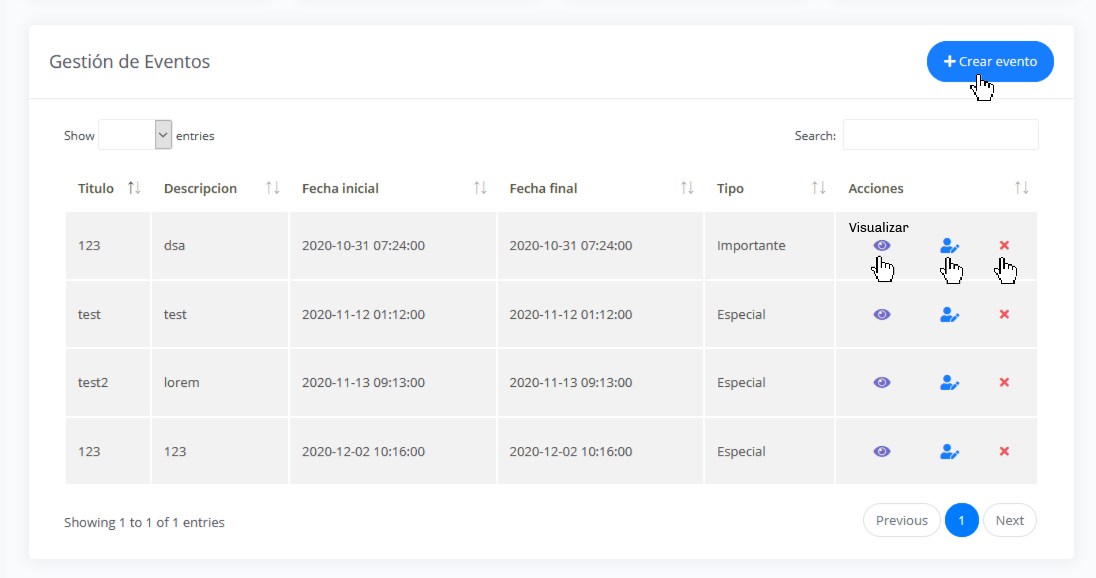 Gestión de Eventos
Crear evento
Show entries
Search:
Titulo Descripcion Fecha inicial Fecha final Tipo Acciones
Visualizar
123 dsa 2020-10-31 07:24:00 2020-10-31 07:24:00 Importante
test test 2020-11-12 01:12:00 2020-11-12 01:12:00 Especial
test2 lorem 2020-11-13 09:13:00 2020-11-13 09:13:00 Especial
123 123 2020-12-02 10:16:00 2020-12-02 10:16:00 Especial
Showing 1 to 1 of 1 entries
Previous 1 Next